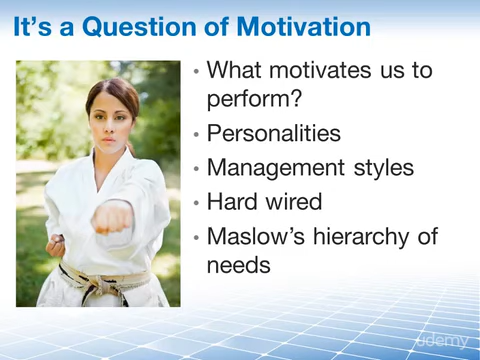 It's a Question of Motivation
• What motivates us to
perform?
• Personalities
• Management styles
• Hard wired
• Maslow's hierarchy of
needs
udemy